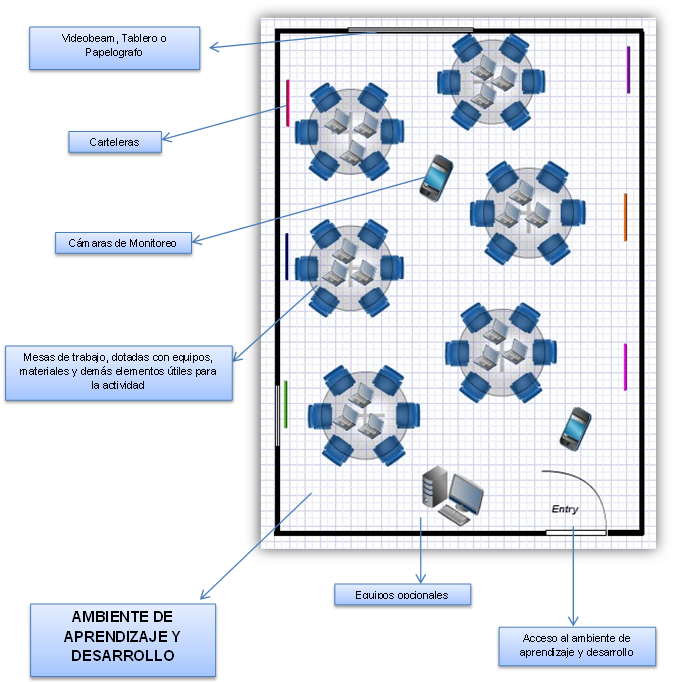 Videobeam, Tablero o
Papelografo
Carteleras
Cámaras de Monitoreo
Mesas de trabajo, dotadas con equipos,
materiales y demás elementos útiles para
la actividad
Entry
Equipos opcionales
AMBIENTE DE
APRENDIZAJE Y
DESARROLLO
Acceso al ambiente de
aprendizaje y desarrollo